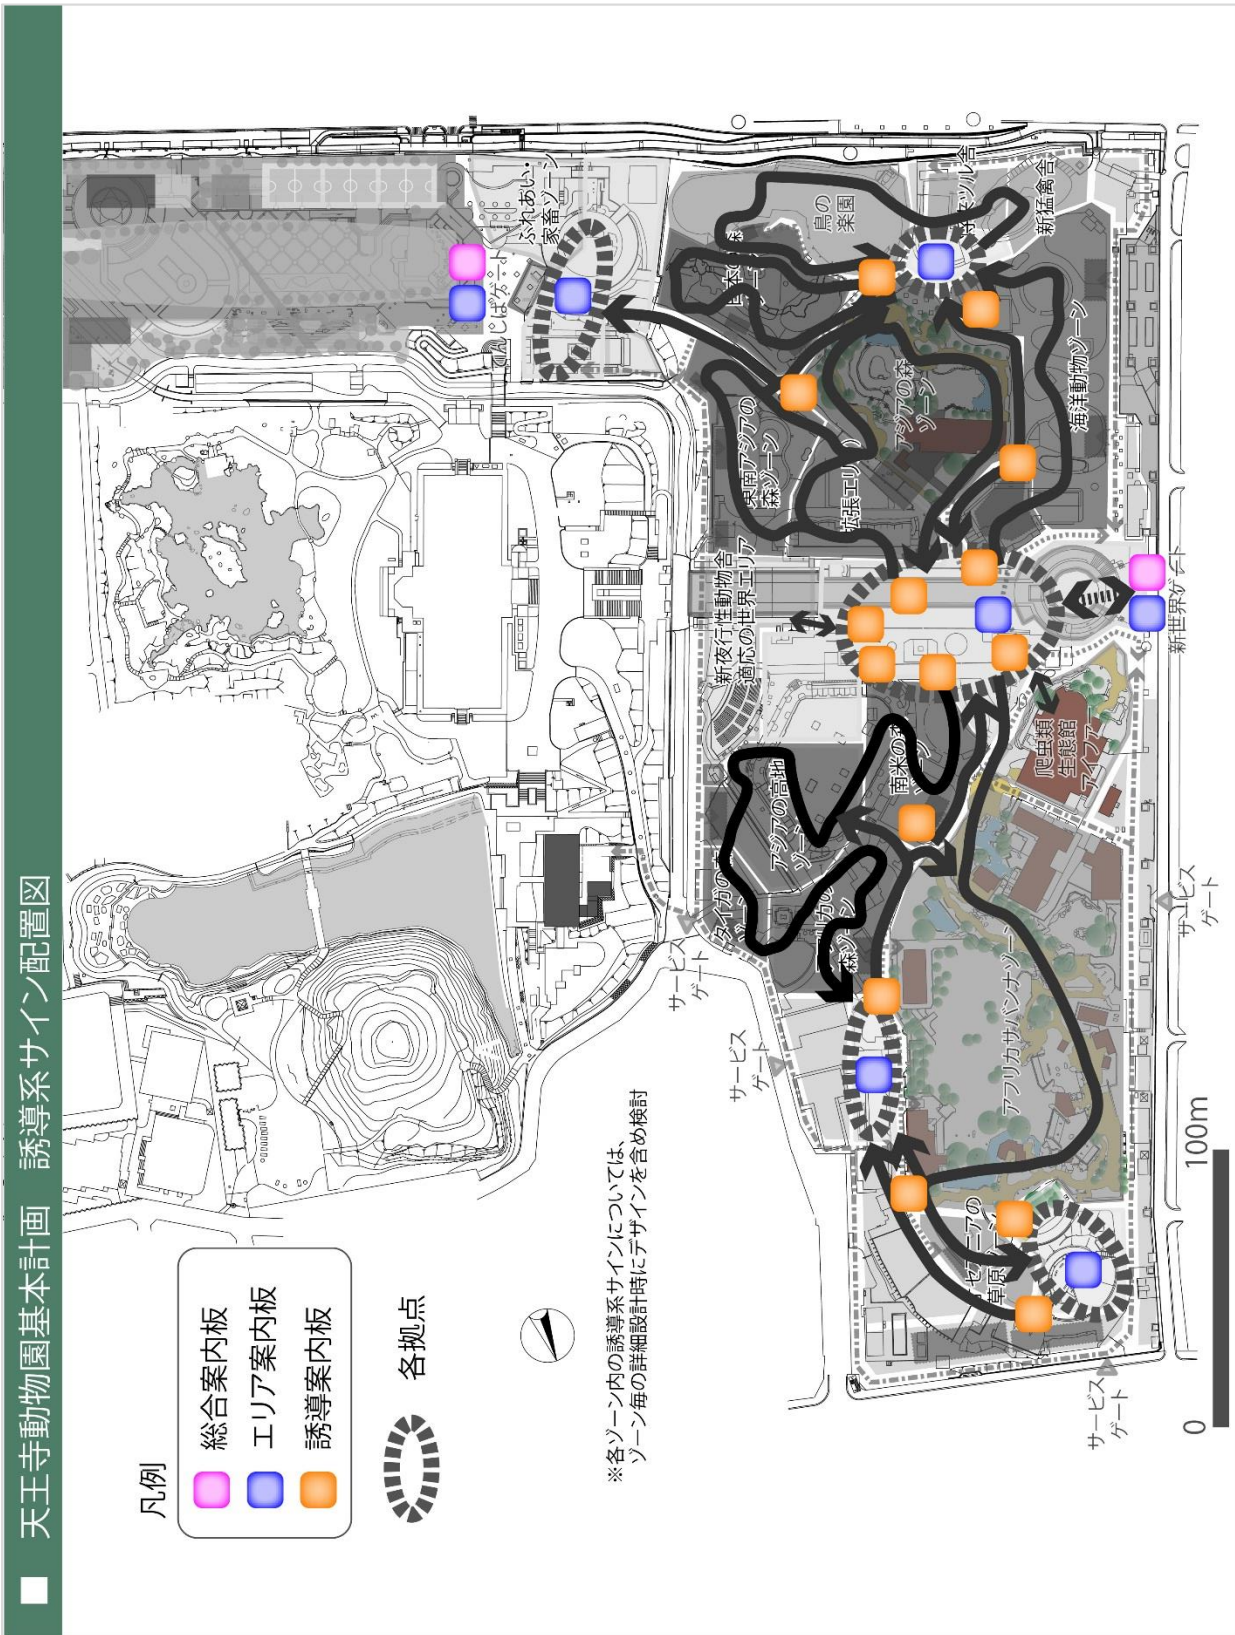 ■ 天王寺動物園基本計画 誘導系サイン配置図
凡例
総合案内板
エリア案内板
誘導案内板
各拠点
※各ゾーン内の誘導系サインについては、
ゾーン毎の詳細設計時にデザインを含め検討
てんしばゲート
ふれあい・
家畜ゾーン
鳥の
楽園
新猛禽舎
海洋動物ゾーン
アジアの森
ゾーン
東南アジアの
森ゾーン
拡張エリア
新夜行性動物舎
適応の世界エリア
新世界ゲート
爬虫類
生態館
アイファー
南米の森
アジアの高地
ゾーン
タイガの
森ゾーン
アフリカサバンナゾーン
草原
サービス
ゲート
サービス
ゲート
サービス
ゲート
サービス
ゲート
0
100m